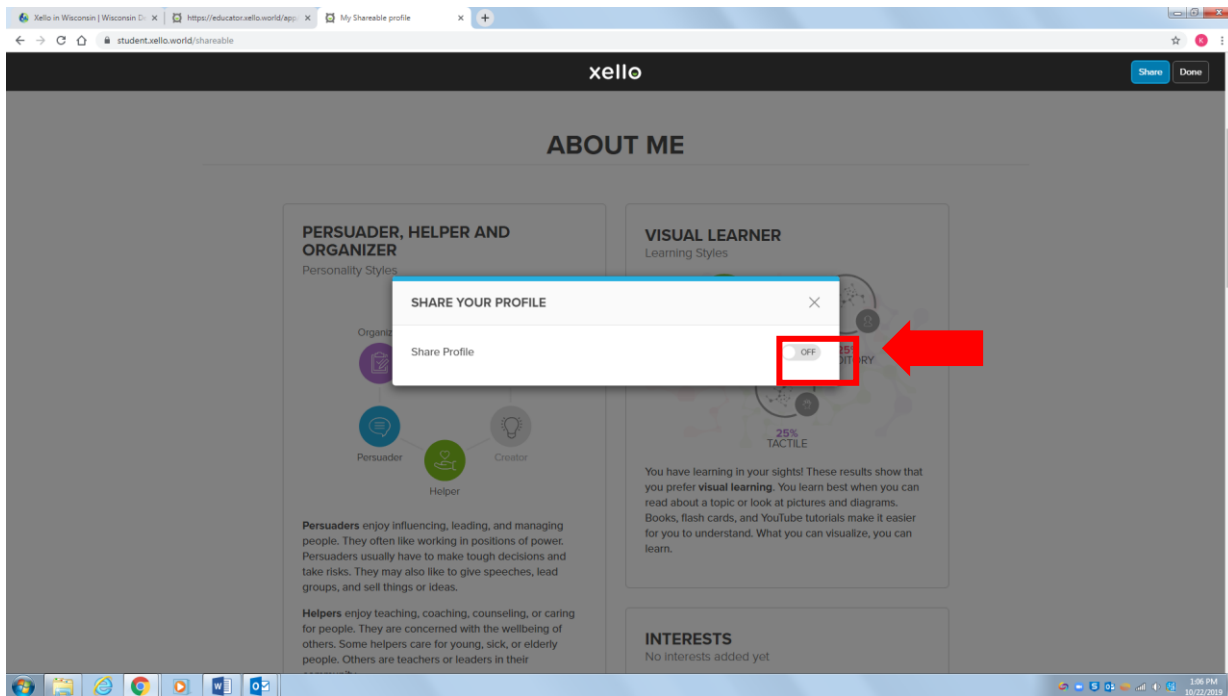 Xello in Wisconsin | Wisconsin D
https://educator.xello.world/app
My Shareable profile
student.xello.world/shareable
K
xello
Share
Done
ABOUT ME
PERSUADER, HELPER AND
ORGANIZER
Personality Styles
Organiz
Persuader
Helper
Creator
Persuaders enjoy influencing, leading, and managing
people. They often like working in positions of power.
Persuaders usually have to make tough decisions and
take risks. They may also like to give speeches, lead
groups, and sell things or ideas.
Helpers enjoy teaching, coaching, counseling, or caring
for people. They are concerned with the wellbeing of
others. Some helpers care for young, sick, or elderly
people. Others are teachers or leaders in their
SHARE YOUR PROFILE
Share Profile
OFF
VISUAL LEARNER
Learning Styles
25%
TACTILE
You have learning in your sights! These results show that
you prefer visual learning. You learn best when you can
read about a topic or look at pictures and diagrams.
Books, flash cards, and YouTube tutorials make it easier
for you to understand. What you can visualize, you can
learn.
INTERESTS
No interests added yet
1:06 PM
10/22/2019